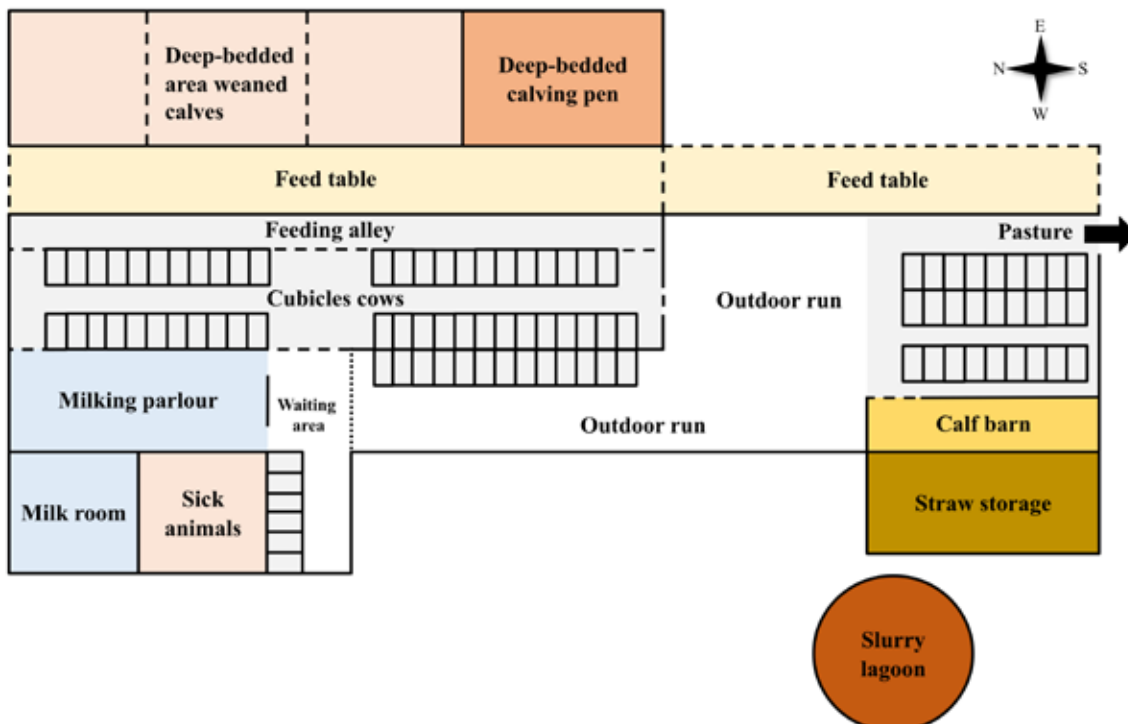 Deep-bedded
area weaned
calves
Deep-bedded
calving pen
E
N
S
W
Feed table
Feed table
Feeding alley
Pasture
Cubicles cows
Outdoor run
Milking parlour
Waiting
area
Outdoor run
Calf barn
Milk room
Sick
animals
Straw storage
Slurry
lagoon